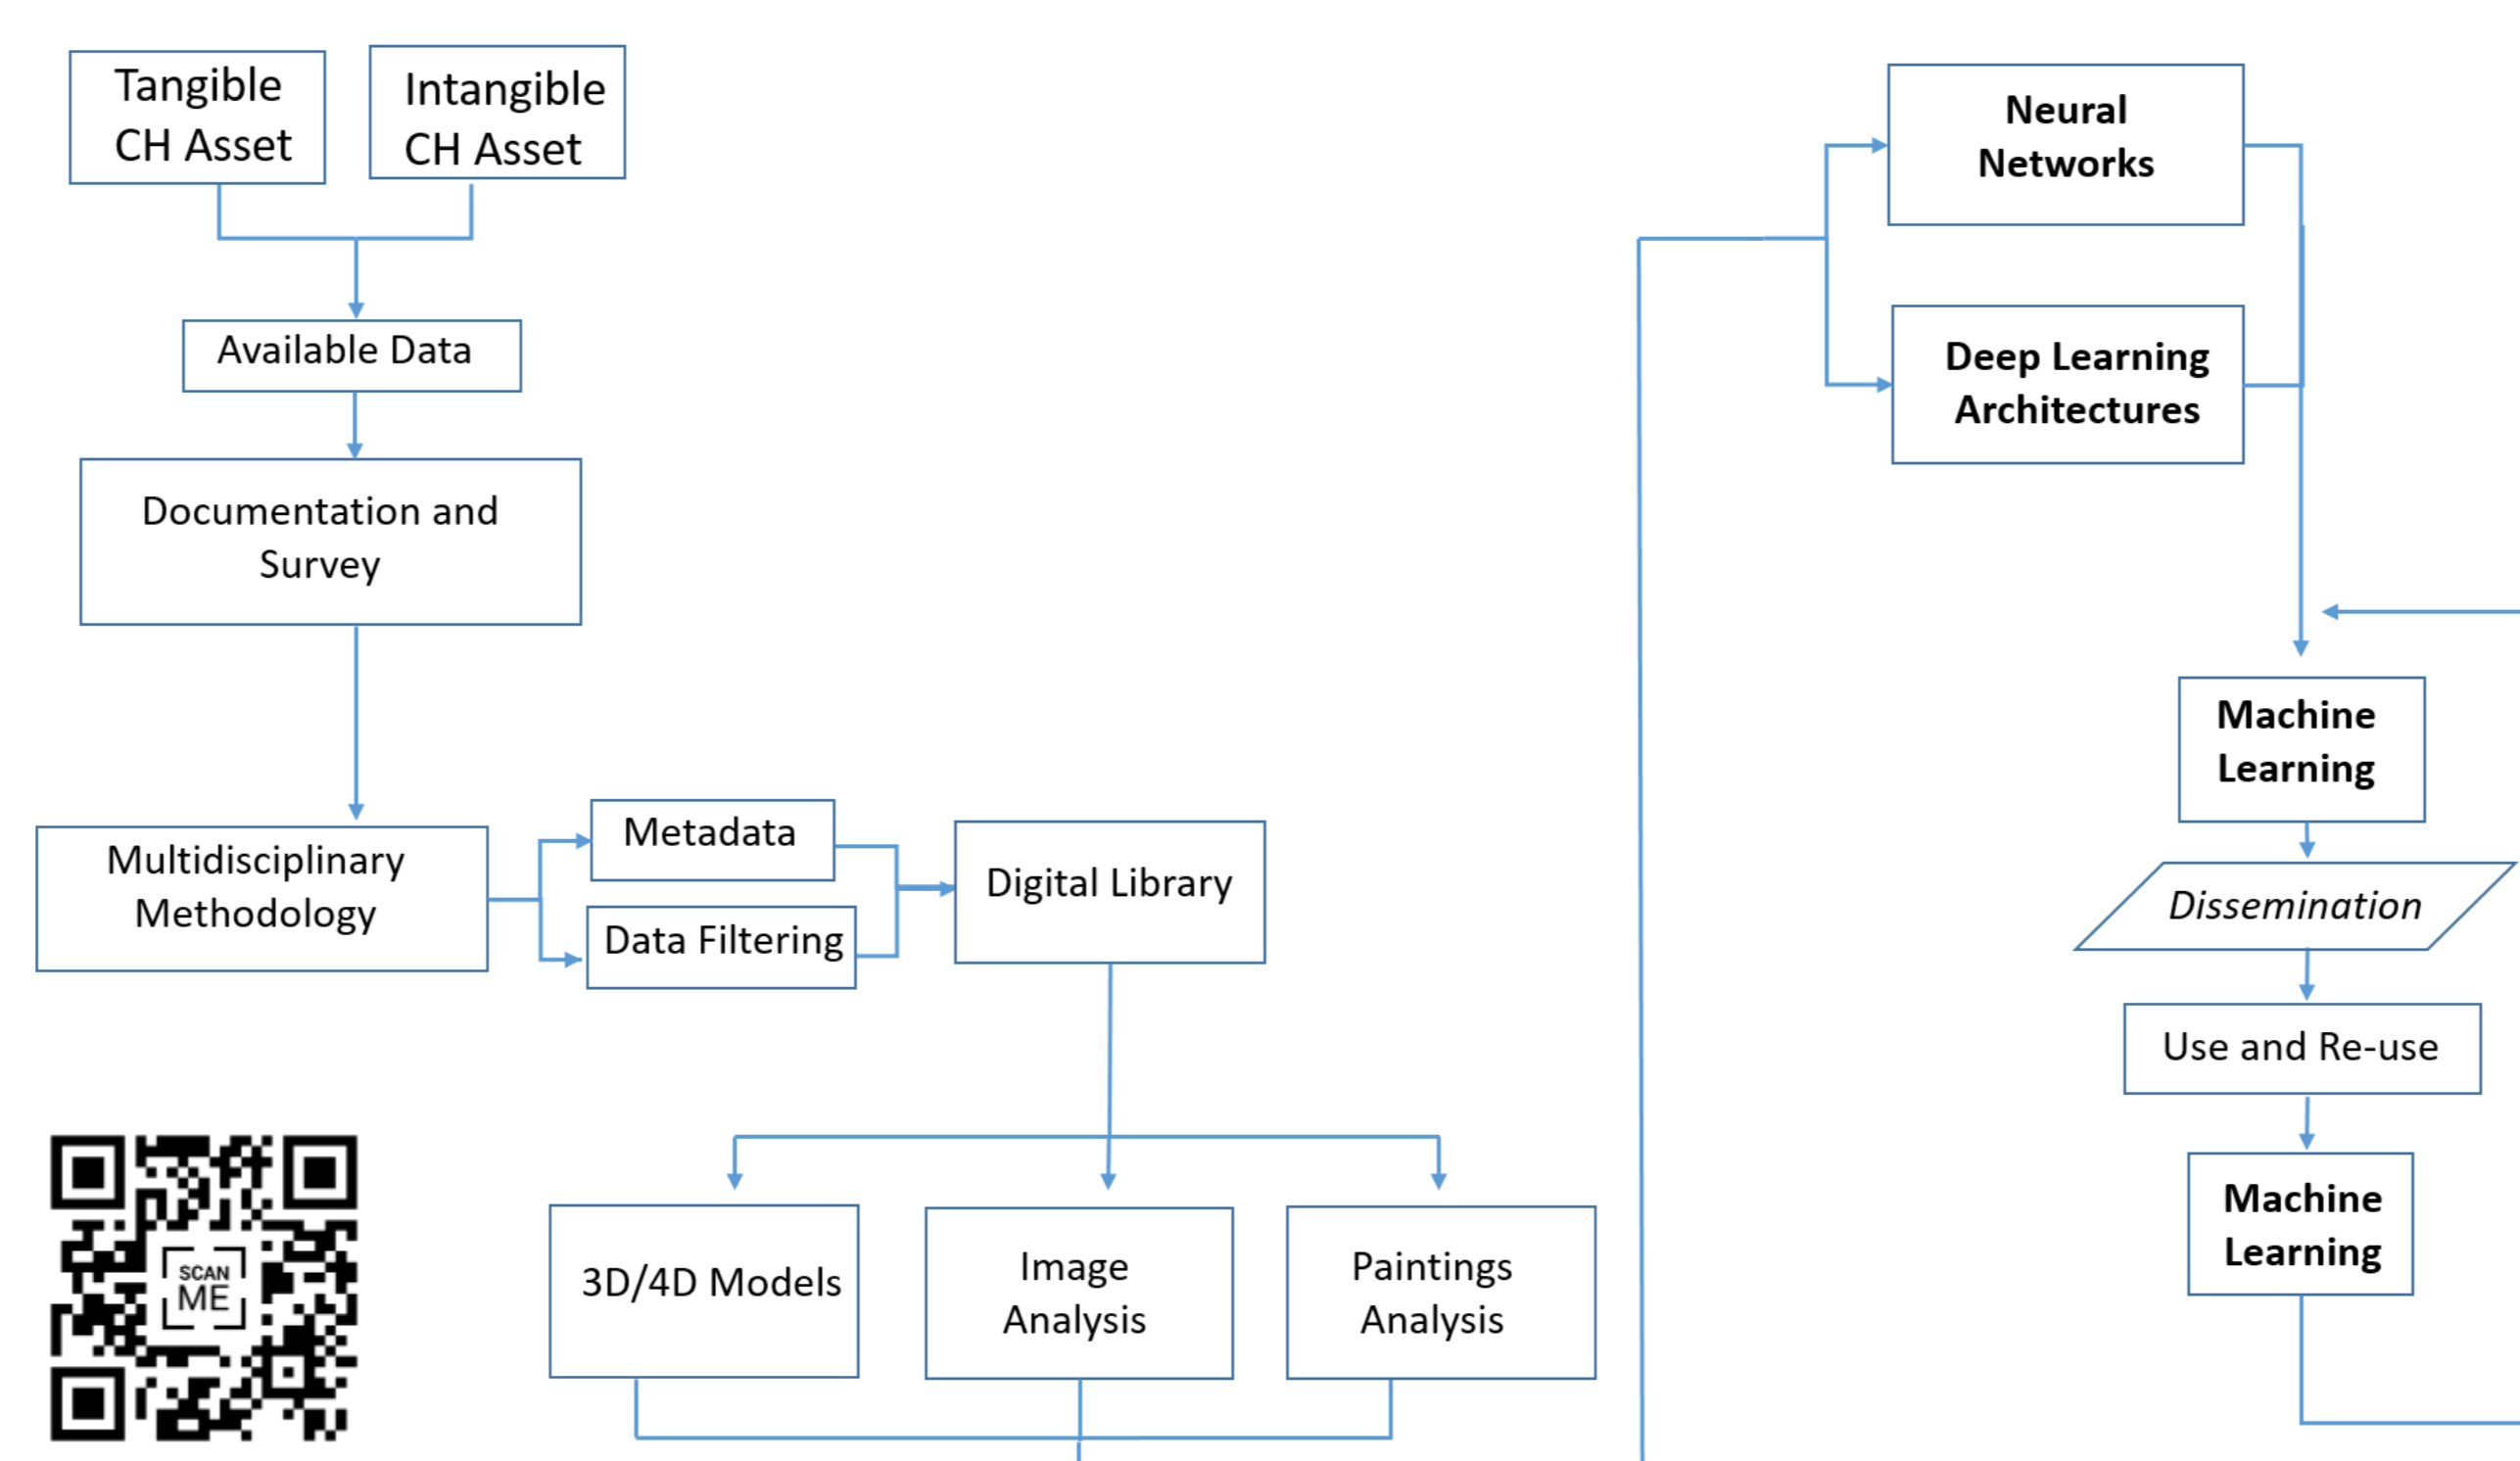 Tangible
CH Asset
Intangible
CH Asset
Available Data
Documentation and
Survey
Multidisciplinary
Methodology
Metadata
Data Filtering
Digital Library
3D/4D Models
Image
Analysis
Paintings
Analysis
SCAN
ME
Neural
Networks
Deep Learning
Architectures
Machine
Learning
Dissemination
Use and Re-use
Machine
Learning